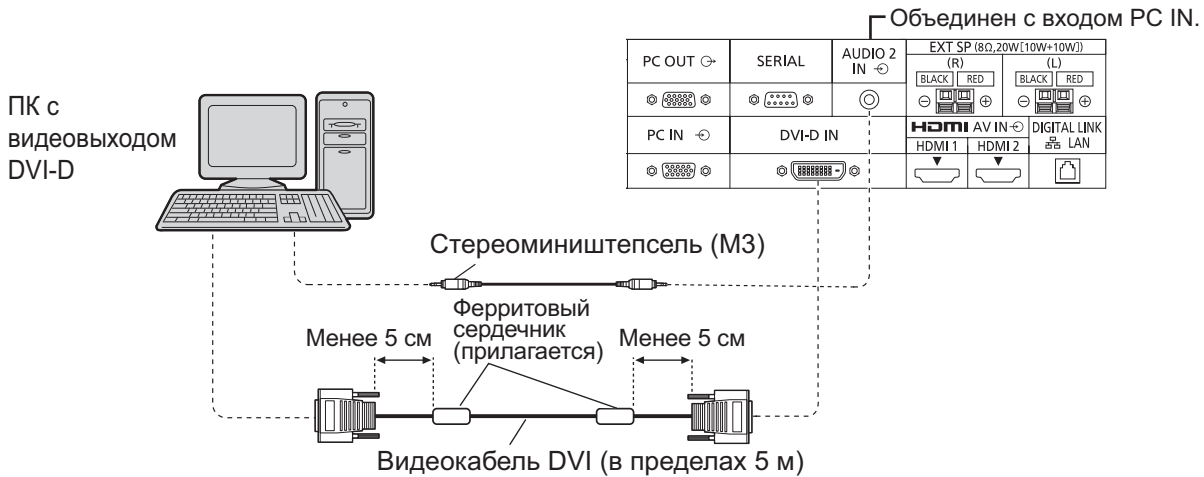 Объединен с входом PC IN.
PC OUT
SERIAL
AUDIO 2
IN
EXT SP (8Ω,20W[10W+10W])
(R)
(L)
BLACK
RED
BLACK
RED
PC IN
DVI-D IN
HDMI AV IN
HDMI 1
HDMI 2
DIGITAL LINK
LAN
ПК с
видеовыходом
DVI-D
Стереомиништепсель (M3)
Ферритовый
сердечник
(прилагается)
Менее 5 см
Менее 5 см
Видеокабель DVI (в пределах 5 м)